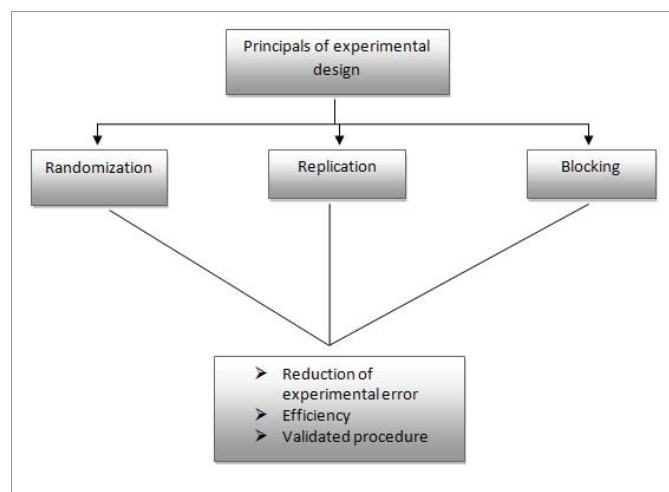 Principals of experimental
design
Randomization
Replication
Blocking
➤ Reduction of
experimental error
➤ Efficiency
➤ Validated procedure